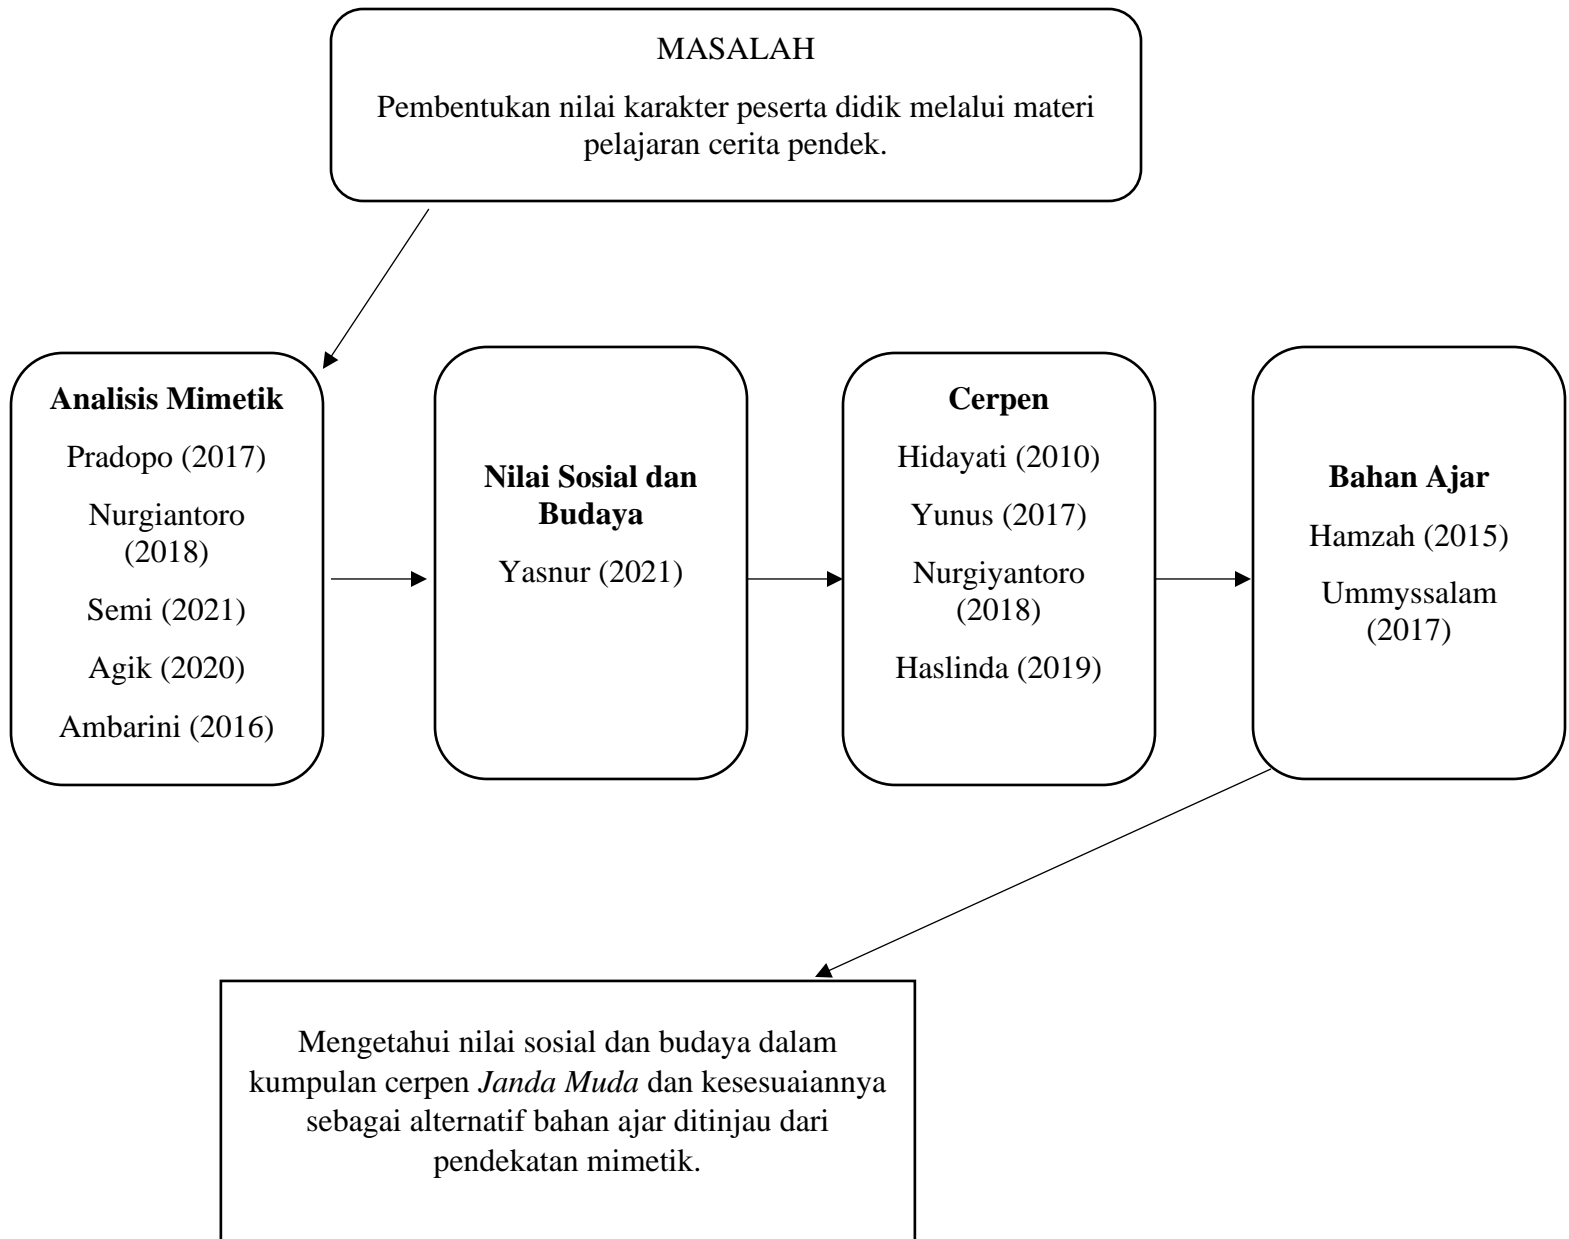 MASALAH
Pembentukan nilai karakter peserta didik melalui materi
pelajaran cerita pendek.
Analisis Mimetik
Pradopo (2017)
Nurgiantoro
(2018)
Semi (2021)
Agik (2020)
Ambarini (2016)
Nilai Sosial dan
Budaya
Yasnur (2021)
Cerpen
Hidayati (2010)
Yunus (2017)
Nurgiyantoro
(2018)
Haslinda (2019)
Bahan Ajar
Hamzah (2015)
Ummyssalam
(2017)
Mengetahui nilai sosial dan budaya dalam
kumpulan cerpen Janda Muda dan kesesuaiannya
sebagai alternatif bahan ajar ditinjau dari
pendekatan mimetik.